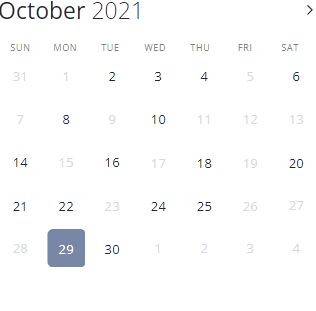 October 2021 >
SUN MON TUE WED THU FRI SAT
31 1 2 3 4 5 6
7 8 9 10 11 12 13
14 15 16 17 18 19 20
21 22 23 24 25 26 27
28 29 30 1 2 3 4